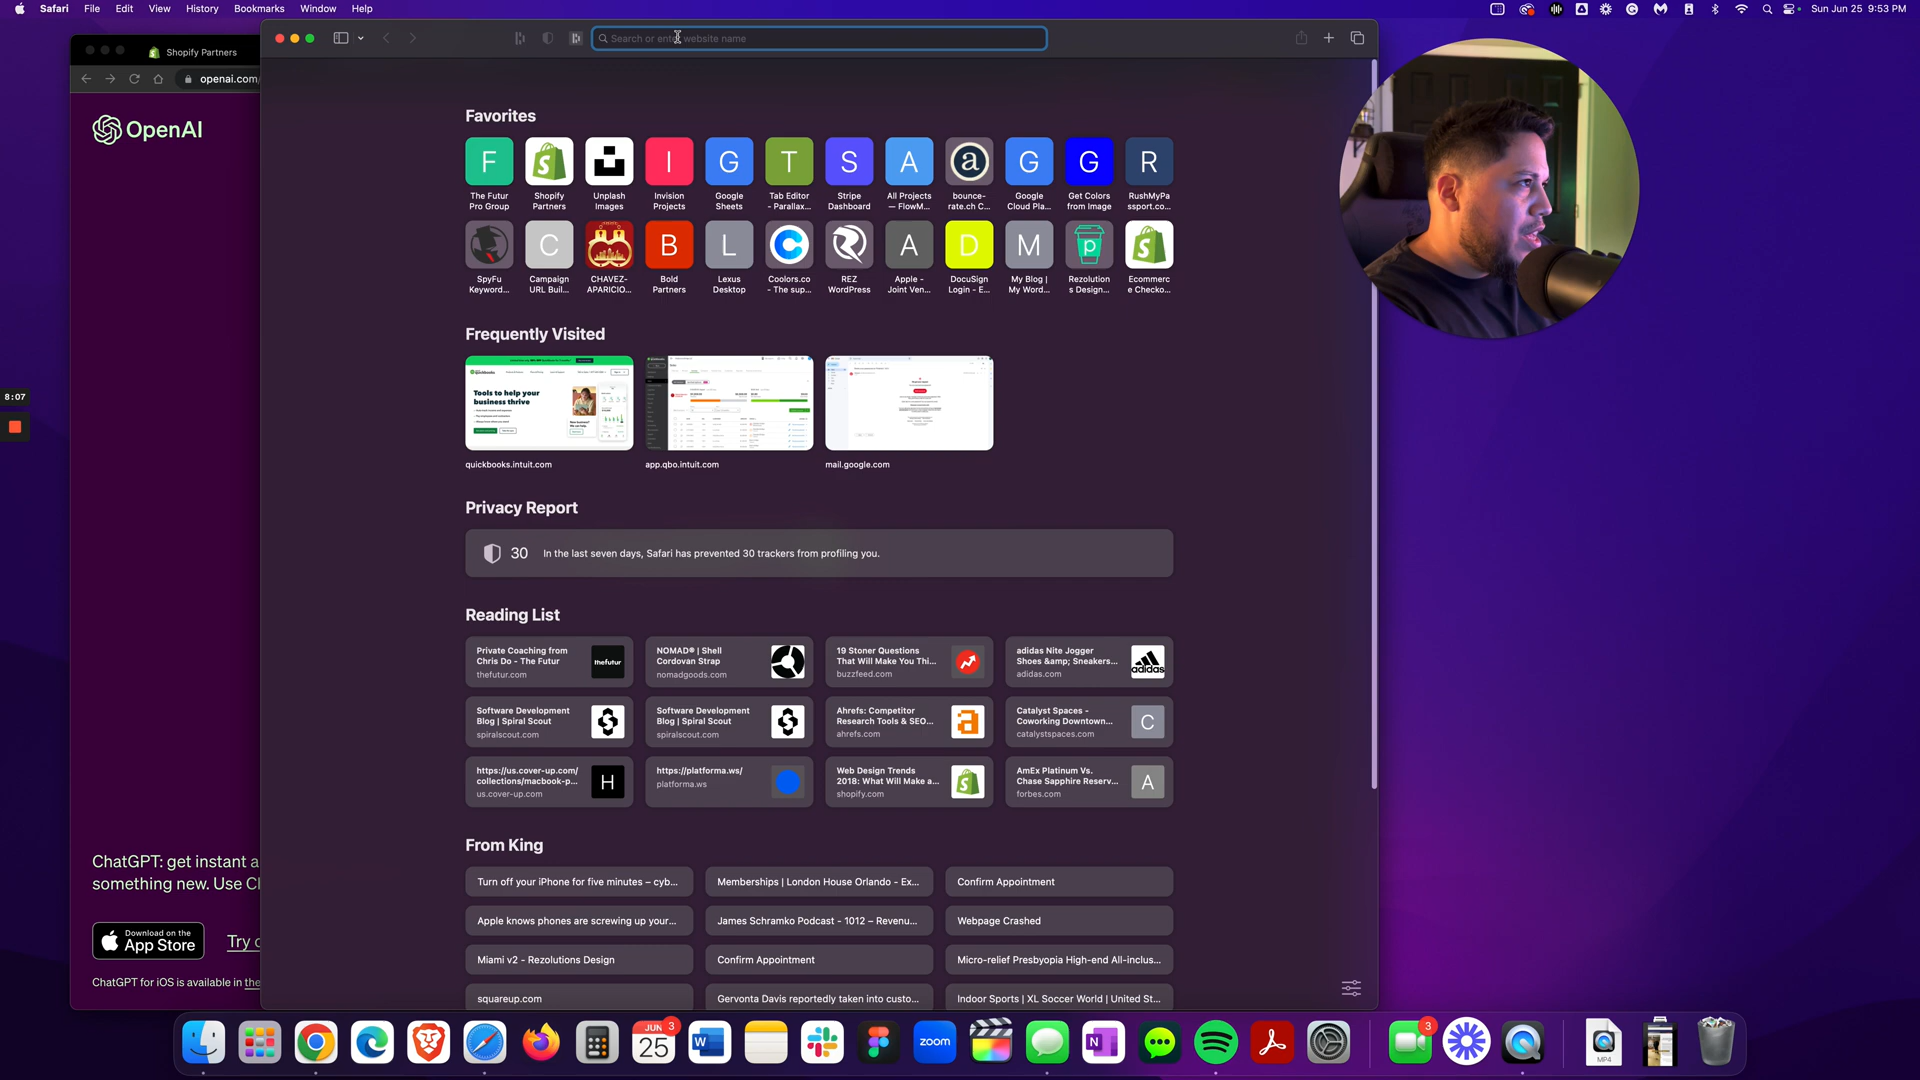 Safari File Edit View History Bookmarks Window Help
Sun Jun 25 9:53 PM
Shopify Partners
openai.com/
OpenAI
Search or enter website name
Favorites
F G T S A a G G R
I
The Futur
Pro Group
Shopify
Partners
Unplash
Images
Invision
Projects
Google
Sheets
Tab Editor
- Parallax...
Stripe
Dashboard
All Projects
— FlowM...
bounce-
rate.ch C...
Google
Cloud Pla...
Get Colors
from Image
RushMyPa
ssport.co...
C B L C R A D M p
SpyFu
Keyword...
Campaign
URL Buil...
CHAVEZ-
APARICIO...
Bold
Partners
Lexus
Desktop
Coolors.co
- The sup...
REZ
WordPress
Apple -
Joint Ven...
DocuSign
Login - E...
My Blog |
My Word...
Rezolution
s Design...
Ecommerc
e Checko...
Frequently Visited
Tools to help your
business thrive
quickbooks.intuit.com
app.qbo.intuit.com
mail.google.com
8:07
Privacy Report
30 In the last seven days, Safari has prevented 30 trackers from profiling you.
Reading List
Private Coaching from
Chris Do - The Futur
thefutur.com
thefutur
NOMAD® | Shell
Cordovan Strap
nomadgoods.com
19 Stoner Questions
That Will Make You Thi...
buzzfeed.com
adidas Nite Jogger
Shoes &amp; Sneakers...
adidas.com
Software Development
Blog | Spiral Scout
spiralscout.com
Software Development
Blog | Spiral Scout
spiralscout.com
Ahrefs: Competitor
Research Tools & SEO...
ahrefs.com
a
Catalyst Spaces -
Coworking Downtown...
catalystspaces.com
C
https://us.cover-up.com/
collections/macbook-p...
us.cover-up.com
H
https://platforma.ws/
platforma.ws
Web Design Trends
2018: What Will Make a...
shopify.com
AmEx Platinum Vs.
Chase Sapphire Reserv...
forbes.com
A
From King
Turn off your iPhone for five minutes – cyb...
Memberships | London House Orlando - Ex...
Confirm Appointment
Apple knows phones are screwing up your...
James Schramko Podcast - 1012 – Revenu...
Webpage Crashed
Miami v2 - Rezolutions Design
Confirm Appointment
Micro-relief Presbyopia High-end All-inclus...
squareup.com
Gervonta Davis reportedly taken into custo...
Indoor Sports | XL Soccer World | United St...
ChatGPT: get instant a
something new. Use Cl
Download on the
App Store
Try c
ChatGPT for iOS is available in the
JUN
25
3
W
zoom
N
3
MP4